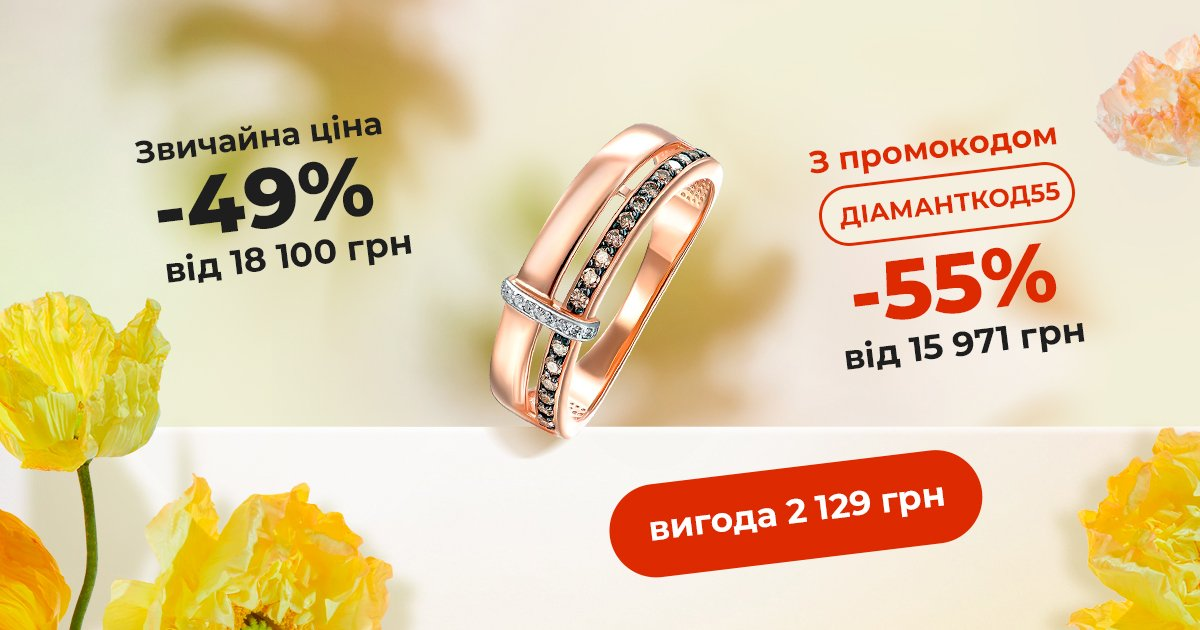 Звичайна ціна
-49%
від 18 100 грн
З промокодом
ДІАМАНТКОД55
-55%
від 15 971 грн
вигода 2 129 грн